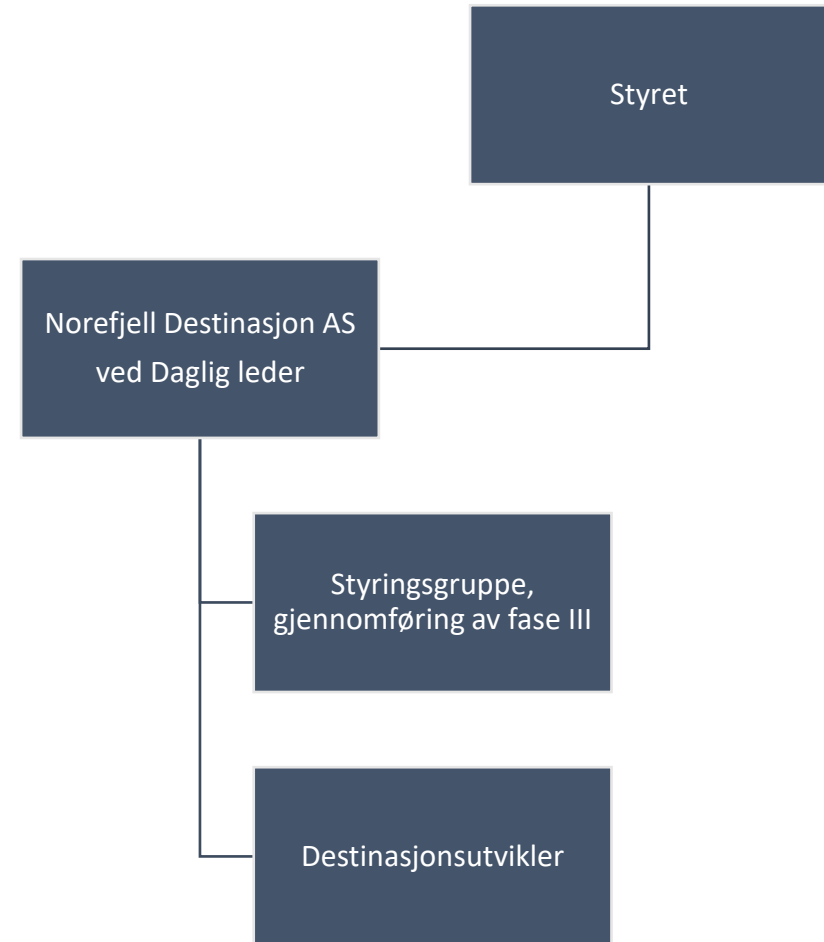 Styret
Norefjell Destinasjon AS
ved Daglig leder
Styringsgruppe,
gjennomføring av fase III
Destinasjonsutvikler